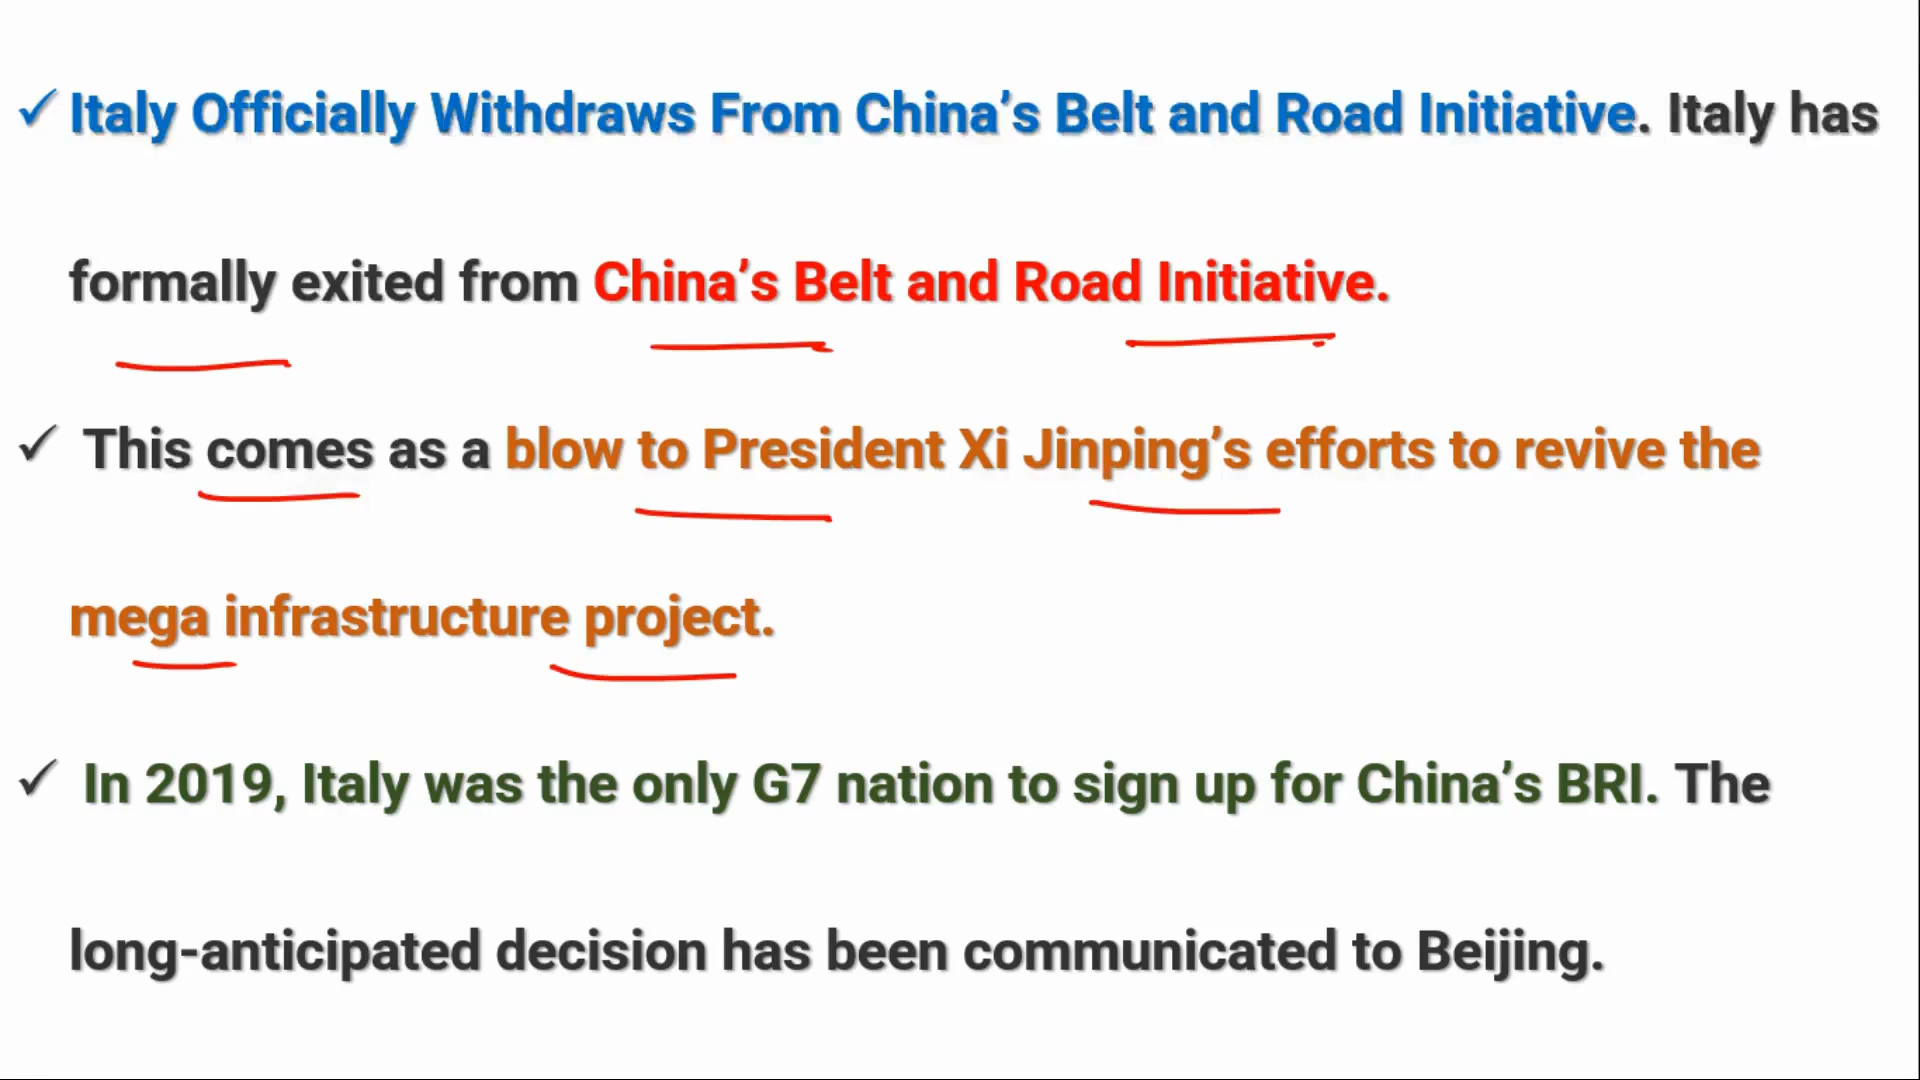 ✓ Italy Officially Withdraws From China’s Belt and Road Initiative. Italy has
formally exited from China’s Belt and Road Initiative.
✓ This comes as a blow to President Xi Jinping’s efforts to revive the
mega infrastructure project.
✓ In 2019, Italy was the only G7 nation to sign up for China’s BRI. The
long-anticipated decision has been communicated to Beijing.